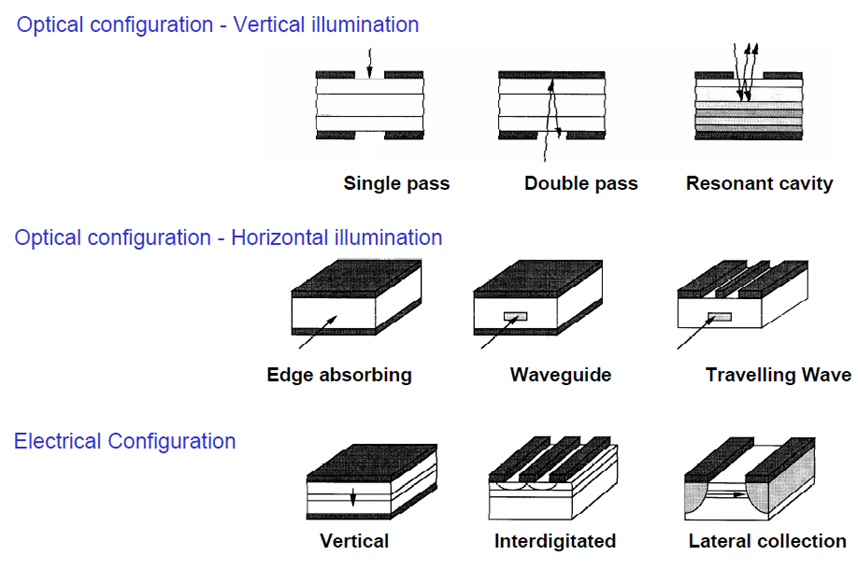 Optical configuration - Vertical illumination
Single pass
Double pass
Resonant cavity
Optical configuration - Horizontal illumination
Edge absorbing
Waveguide
Travelling Wave
Electrical Configuration
Vertical
Interdigitated
Lateral collection